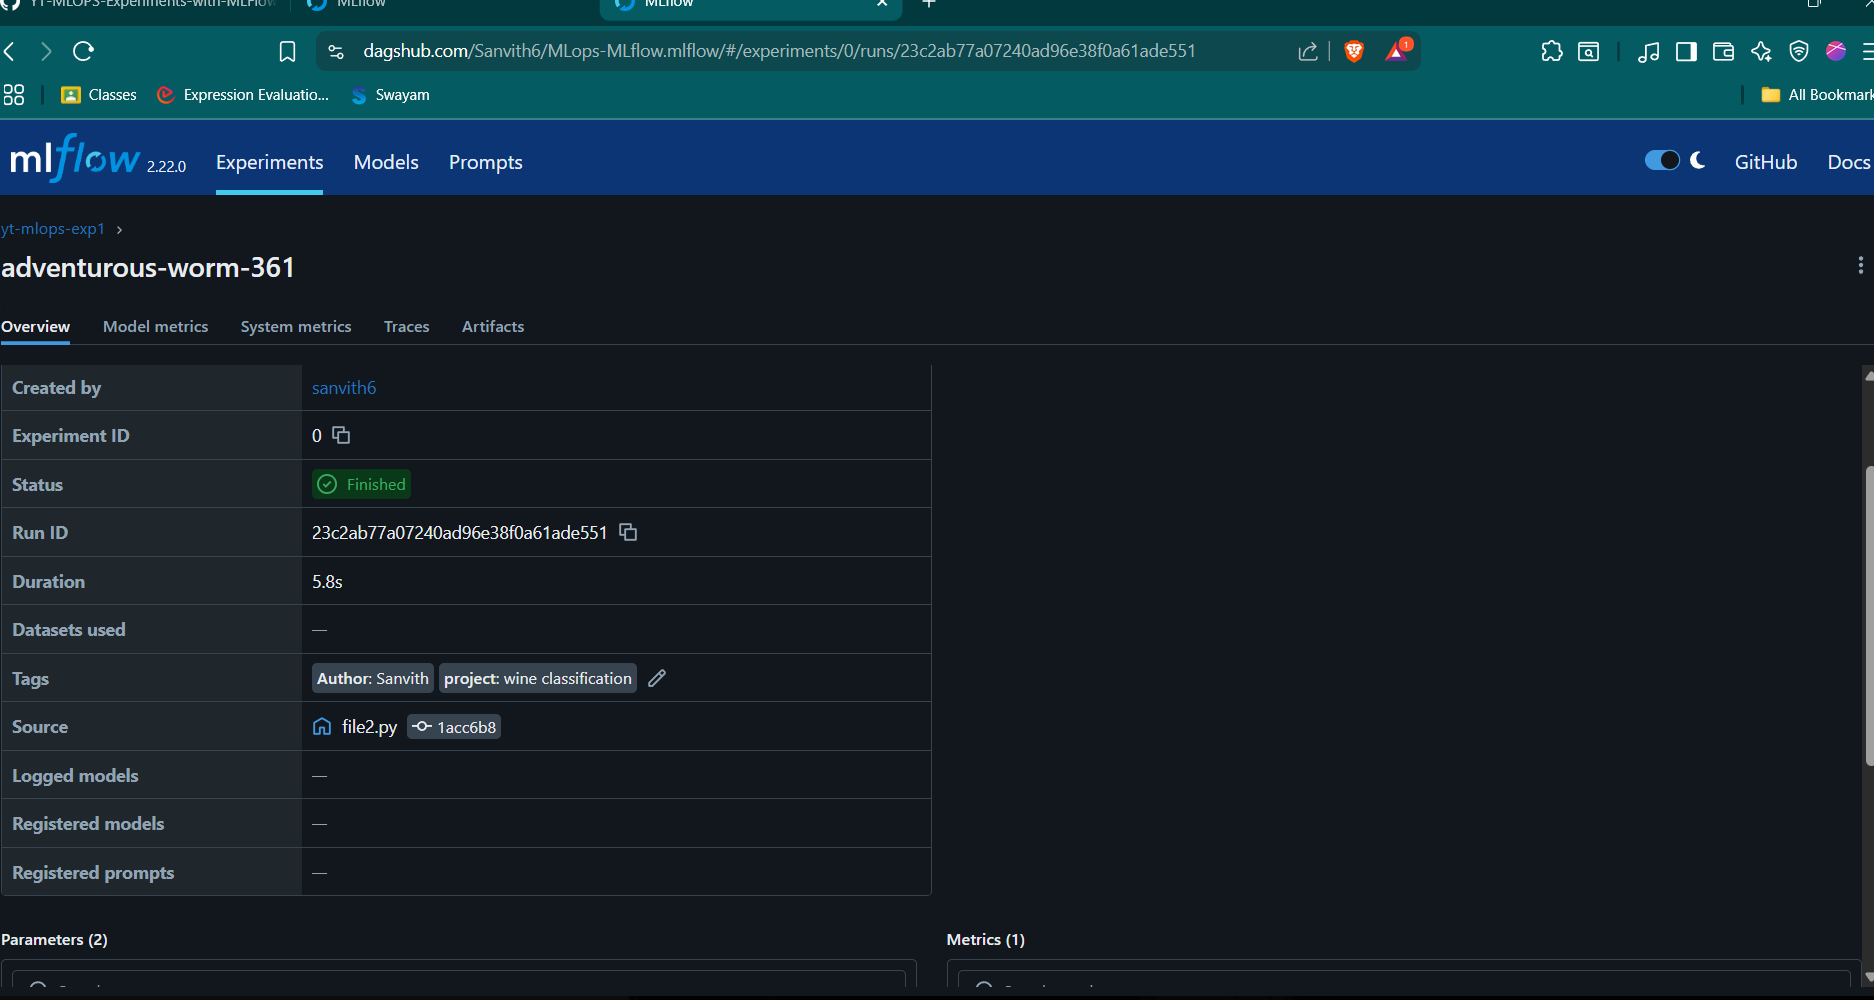 YT-MLOPS-Experiments-with-MLFlow
MLflow
MLflow
dagshub.com/Sanvith6/MLops-MLflow.mlflow/#/experiments/0/runs/23c2ab77a07240ad96e38f0a61ade551
1
Classes
Expression Evaluatio...
Swayam
All Bookmark
mlflow 2.22.0
Experiments
Models
Prompts
GitHub
Docs
yt-mlops-exp1
adventurous-worm-361
Overview
Model metrics
System metrics
Traces
Artifacts
Created by
sanvith6
Experiment ID
0
Status
Finished
Run ID
23c2ab77a07240ad96e38f0a61ade551
Duration
5.8s
Datasets used
—
Tags
Author: Sanvith
project: wine classification
Source
file2.py
1acc6b8
Logged models
—
Registered models
—
Registered prompts
—
Parameters (2)
Metrics (1)